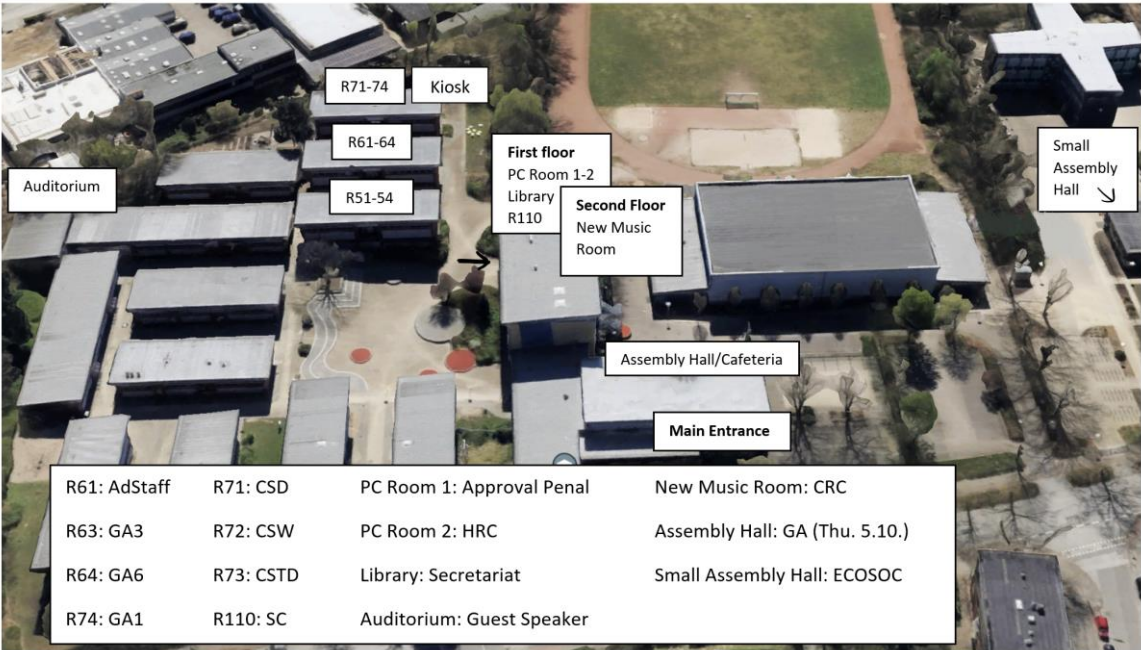 R71-74
Kiosk
R61-64
R51-54
Auditorium
First floor
PC Room 1-2
Library
R110
Second Floor
New Music
Room
Small
Assembly
Hall
Assembly Hall/Cafeteria
Main Entrance
R61: AdStaff R71: CSD PC Room 1: Approval Penal New Music Room: CRC
R63: GA3 R72: CSW PC Room 2: HRC Assembly Hall: GA (Thu. 5.10.)
R64: GA6 R73: CSTD Library: Secretariat Small Assembly Hall: ECOSOC
R74: GA1 R110: SC Auditorium: Guest Speaker